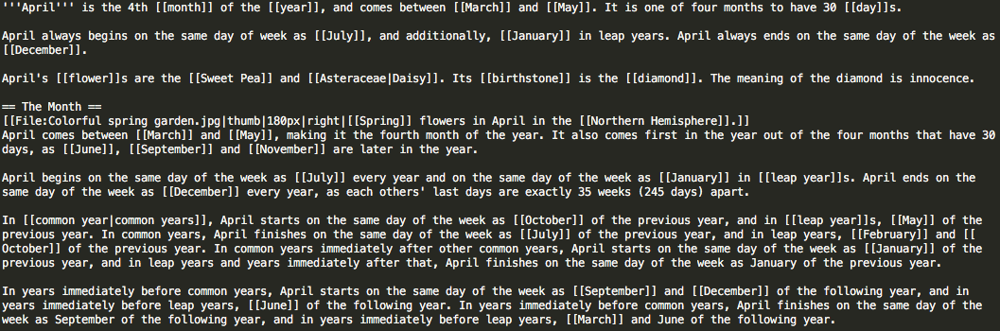 '''April''' is the 4th [[month]] of the [[year]], and comes between [[March]] and [[May]]. It is one of four months to have 30 [[day]]s.

April always begins on the same day of week as [[July]], and additionally, [[January]] in leap years. April always ends on the same day of the week as
[[December]].

April's [[flower]]s are the [[Sweet Pea]] and [[Asteraceae|Daisy]]. Its [[birthstone]] is the [[diamond]]. The meaning of the diamond is innocence.

== The Month ==
[[File:Colorful spring garden.jpg|thumb|180px|right|[[Spring]] flowers in April in the [[Northern Hemisphere]].]]
April comes between [[March]] and [[May]], making it the fourth month of the year. It also comes first in the year out of the four months that have 30
days, as [[June]], [[September]] and [[November]] are later in the year.

April begins on the same day of the week as [[July]] every year and on the same day of the week as [[January]] in [[leap year]]s. April ends on the
same day of the week as [[December]] every year, as each others' last days are exactly 35 weeks (245 days) apart.

In [[common year|common years]], April starts on the same day of the week as [[October]] of the previous year, and in [[leap year]]s, [[May]] of the
previous year. In common years, April finishes on the same day of the week as [[July]] of the previous year, and in leap years, [[February]] and [[
October]] of the previous year. In common years immediately after other common years, April starts on the same day of the week as [[January]] of the
previous year, and in leap years and years immediately after that, April finishes on the same day of the week as January of the previous year.

In years immediately before common years, April starts on the same day of the week as [[September]] and [[December]] of the following year, and in
years immediately before leap years, [[June]] of the following year. In years immediately before common years, April finishes on the same day of the
week as September of the following year, and in years immediately before leap years, [[March]] and June of the following year.